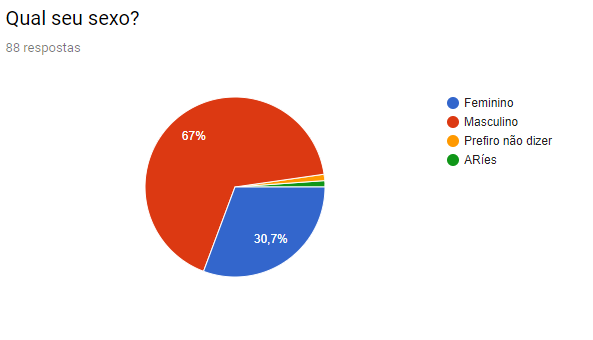 Qual seu sexo?
88 respostas
67%
30,7%
Feminino
Masculino
Prefiro não dizer
ARíes